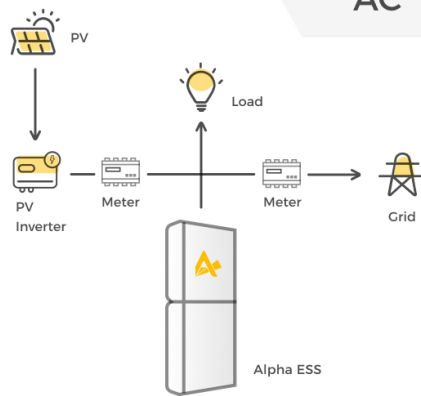 AC
PV
Load
Meter
Meter
PV
Inverter
Grid
Alpha ESS